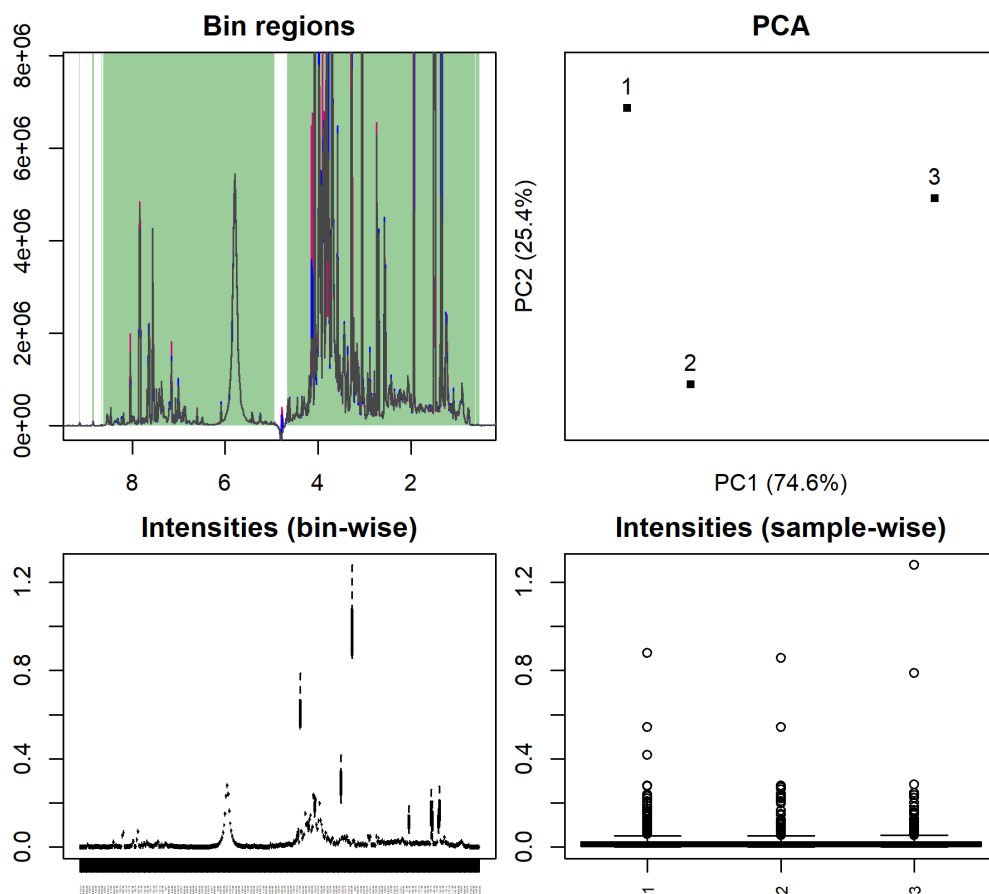 Bin regions
8e+06
6e+06
4e+06
2e+06
0e+00
8 6 4 2
PCA
PC2 (25.4%)
1
3
2
PC1 (74.6%)
Intensities (bin-wise)
1.2
0.8
0.4
0.0
Intensities (sample-wise)
1.2
0.8
0.4
0.0
1 2 3